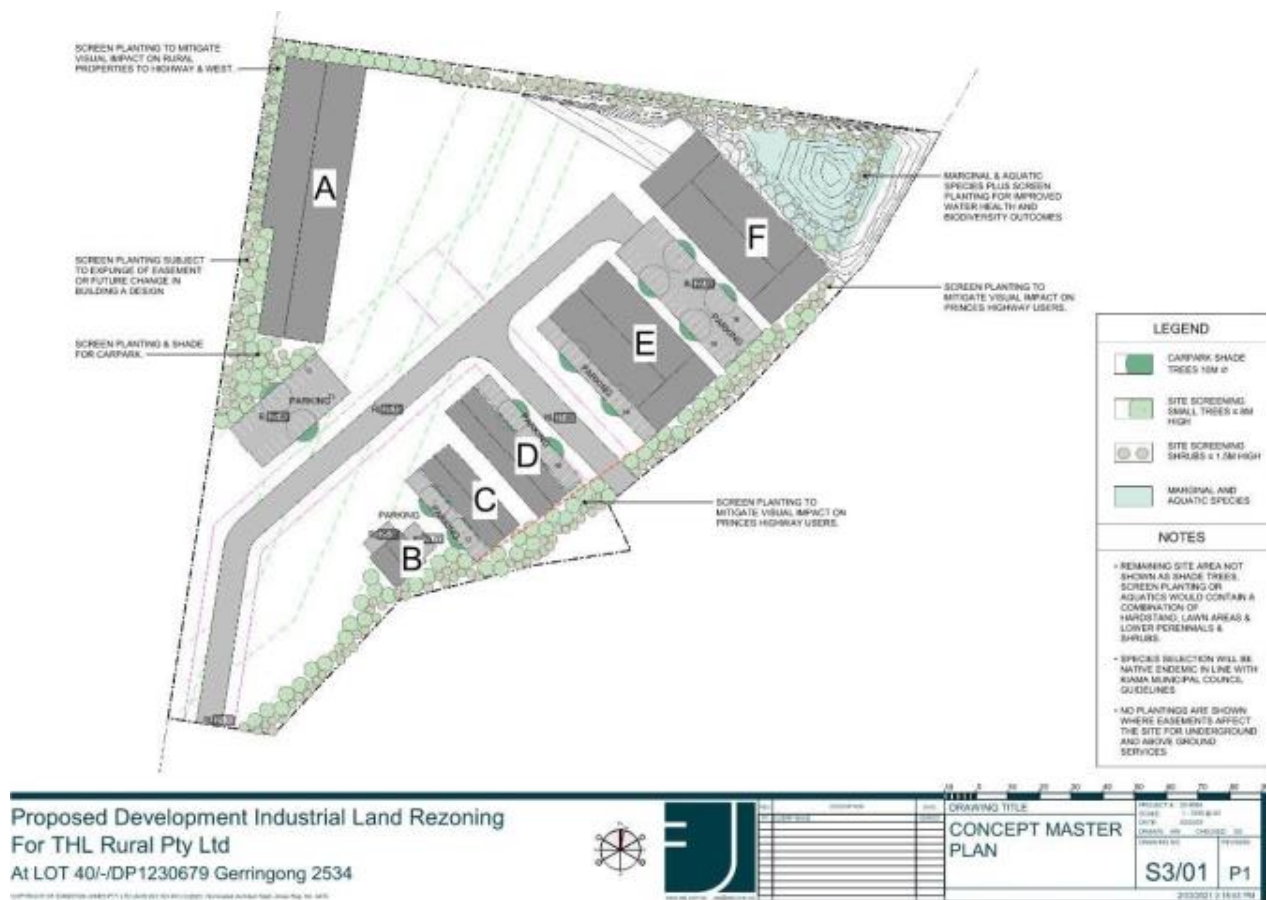 SCREEN PLANTING TO MITIGATE
VISUAL IMPACT ON RURAL
PROPERTIES TO HIGHWAY & WEST.
A
SCREEN PLANTING SUBJECT
TO EXPUNGE OF EASEMENT
OR FUTURE CHANGE IN
BUILDING A DESIGN
SCREEN PLANTING & SHADE
FOR CARPARK.
PARKING
MARGINAL & AQUATIC
SPECIES PLUS SCREEN
PLANTING FOR IMPROVED
WATER HEALTH AND
BIODIVERSITY OUTCOMES
F
SCREEN PLANTING TO
MITIGATE VISUAL IMPACT ON
PRINCES HIGHWAY USERS.
PARKING
E
PARKING
D
PARKING
C
PARKING
PARKING
B
SCREEN PLANTING TO
MITIGATE VISUAL IMPACT ON
PRINCES HIGHWAY USERS.
LEGEND
CARPARK SHADE
TREES 10M Ø
SITE SCREENING
SMALL TREES ≤ 8M
HIGH
SITE SCREENING
SHRUBS ≤ 1.5M HIGH
MARGINAL AND
AQUATIC SPECIES
NOTES
• REMAINING SITE AREA NOT
SHOWN AS SHADE TREES,
SCREEN PLANTING OR
AQUATICS WOULD CONTAIN A
COMBINATION OF
HARDSTAND, LAWN AREAS &
LOWER PERENNIALS &
SHRUBS.
• SPECIES SELECTION WILL BE
NATIVE ENDEMIC IN LINE WITH
KIAMA MUNICIPAL COUNCIL
GUIDELINES
• NO PLANTINGS ARE SHOWN
WHERE EASEMENTS AFFECT
THE SITE FOR UNDERGROUND
AND ABOVE GROUND
SERVICES
Proposed Development Industrial Land Rezoning
For THL Rural Pty Ltd
At LOT 40/-/DP1230679 Gerringong 2534
DRAWING TITLE
CONCEPT MASTER
PLAN
DRAWING NO
S3/01
REVISION
P1